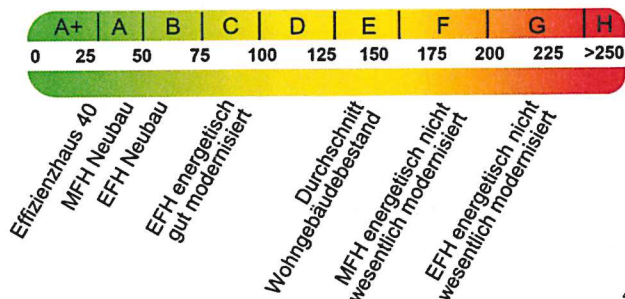 A+ A B C D E F G H
0 25 50 75 100 125 150 175 200 225 >250
Effizienzhaus 40
MFH Neubau
EFH Neubau
EFH energetisch
gut modernisiert
Durchschnitt
Wohngebäudebestand
MFH energetisch nicht
wesentlich modernisiert
EFH energetisch nicht
wesentlich modernisiert